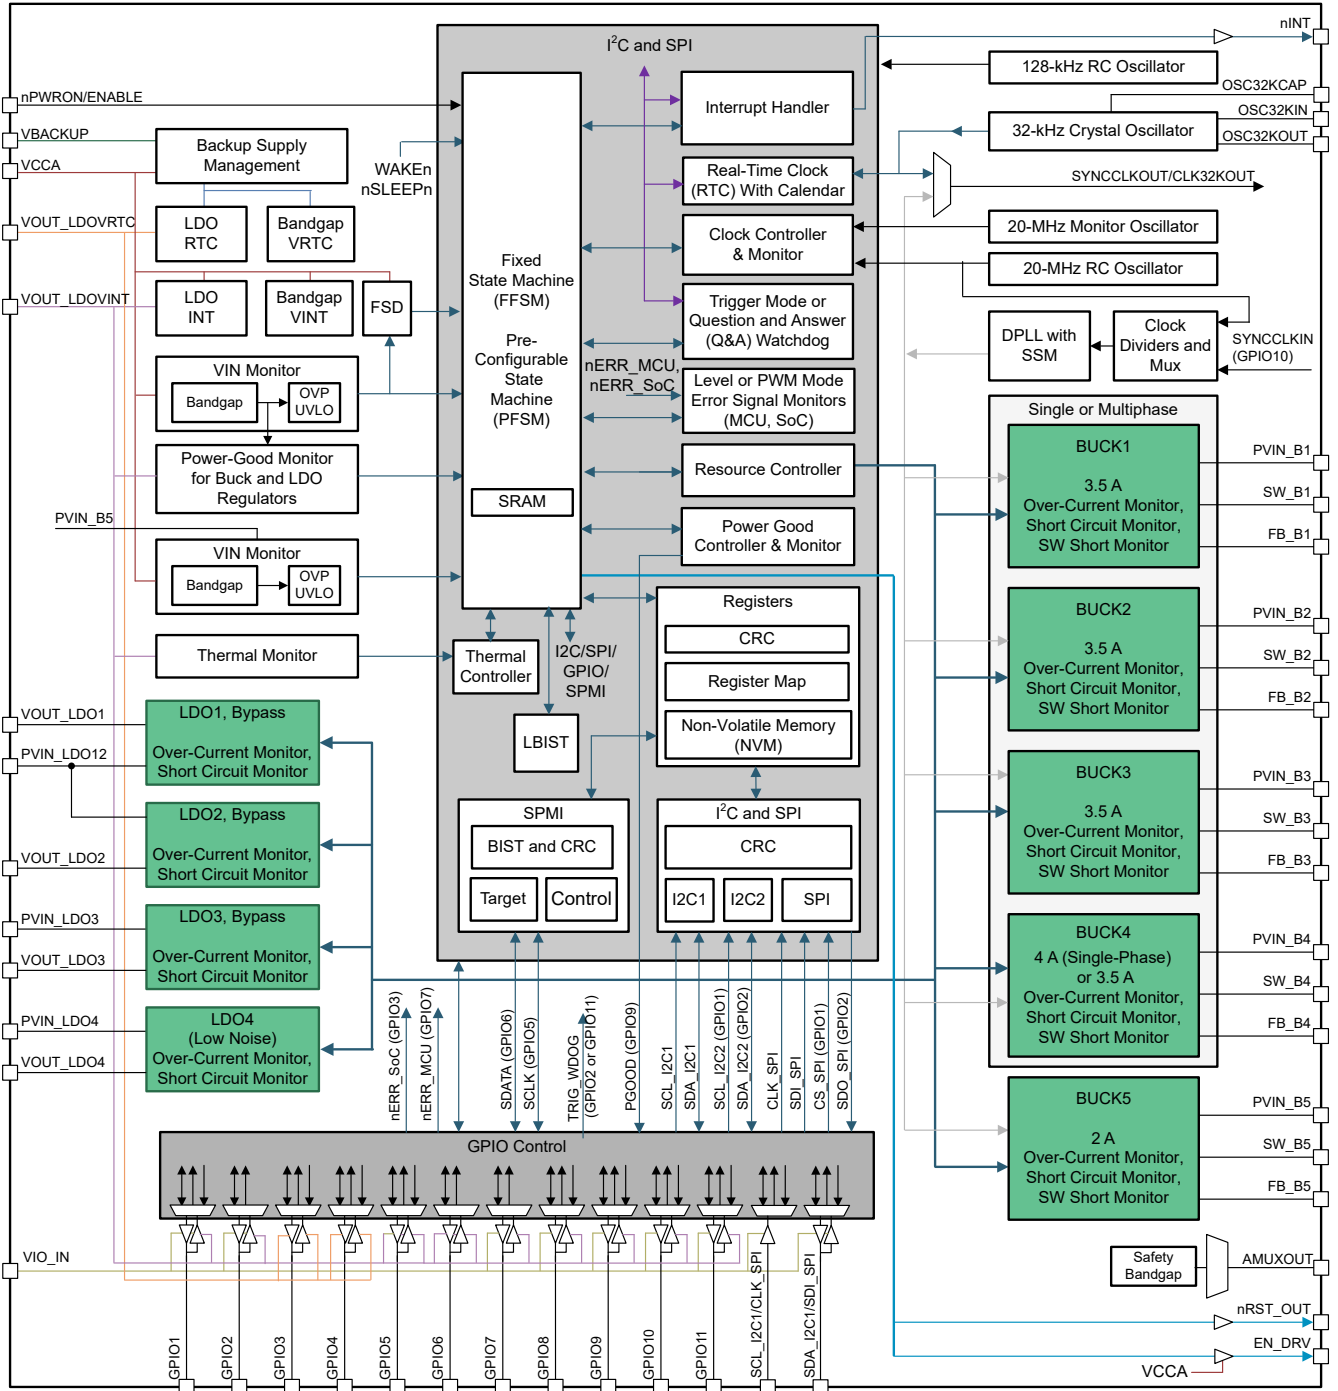 nPWRON/ENABLE
VBACKUP
VCCA
VOUT_LDOVRTC
VOUT_LDOVINT
Backup Supply
Management
LDO
RTC
Bandgap
VRTC
LDO
INT
Bandgap
VINT
FSD
VIN Monitor
Bandgap
OVP
UVLO
Power-Good Monitor
for Buck and LDO
Regulators
PVIN_B5
VIN Monitor
Bandgap
OVP
UVLO
Thermal Monitor
VOUT_LDO1
PVIN_LDO12
VOUT_LDO2
PVIN_LDO3
VOUT_LDO3
PVIN_LDO4
VOUT_LDO4
LDO1, Bypass
Over-Current Monitor,
Short Circuit Monitor
LDO2, Bypass
Over-Current Monitor,
Short Circuit Monitor
LDO3, Bypass
Over-Current Monitor,
Short Circuit Monitor
LDO4
(Low Noise)
Over-Current Monitor,
Short Circuit Monitor
I²C and SPI
WAKEn
nSLEEPn
Fixed
State Machine
(FFSM)
Pre-
Configurable
State
Machine
(PFSM)
SRAM
Interrupt Handler
Real-Time Clock
(RTC) With Calendar
Clock Controller
& Monitor
Trigger Mode or
Question and Answer
(Q&A) Watchdog
nERR_MCU,
nERR_SoC
Level or PWM Mode
Error Signal Monitors
(MCU, SoC)
Resource Controller
Power Good
Controller & Monitor
Registers
CRC
Register Map
Non-Volatile Memory
(NVM)
Thermal
Controller
I2C/SPI/
GPIO/
SPMI
LBIST
SPMI
BIST and CRC
Target
Control
I²C and SPI
CRC
I2C1
I2C2
SPI
nINT
128-kHz RC Oscillator
OSC32KCAP
OSC32KIN
OSC32KOUT
32-kHz Crystal Oscillator
SYNCCLKOUT/CLK32KOUT
20-MHz Monitor Oscillator
20-MHz RC Oscillator
DPLL with
SSM
Clock
Dividers and
Mux
SYNCCLKIN
(GPIO10)
Single or Multiphase
BUCK1
3.5 A
Over-Current Monitor,
Short Circuit Monitor,
SW Short Monitor
PVIN_B1
SW_B1
FB_B1
BUCK2
3.5 A
Over-Current Monitor,
Short Circuit Monitor,
SW Short Monitor
PVIN_B2
SW_B2
FB_B2
BUCK3
3.5 A
Over-Current Monitor,
Short Circuit Monitor,
SW Short Monitor
PVIN_B3
SW_B3
FB_B3
BUCK4
4 A (Single-Phase)
or 3.5 A
Over-Current Monitor,
Short Circuit Monitor,
SW Short Monitor
PVIN_B4
SW_B4
FB_B4
BUCK5
2 A
Over-Current Monitor,
Short Circuit Monitor,
SW Short Monitor
PVIN_B5
SW_B5
FB_B5
nERR_SoC (GPIO3)
nERR_MCU (GPIO7)
SDATA (GPIO6)
SCLK (GPIO5)
TRIG_WDOG
(GPIO2 or GPIO11)
PGOOD (GPIO9)
SCL_I2C1
SDA_I2C1
SCL_I2C2 (GPIO1)
SDA_I2C2 (GPIO2)
CLK_SPI
SDI_SPI
CS_SPI (GPIO1)
SDO_SPI (GPIO2)
GPIO Control
VIO_IN
GPIO1
GPIO2
GPIO3
GPIO4
GPIO5
GPIO6
GPIO7
GPIO8
GPIO9
GPIO10
GPIO11
SCL_I2C1/CLK_SPI
SDA_I2C1/SDI_SPI
Safety
Bandgap
AMUXOUT
nRST_OUT
EN_DRV
VCCA